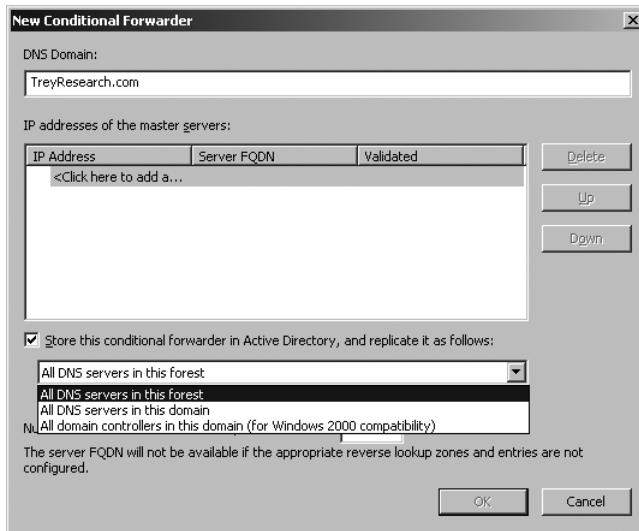 New Conditional Forwarder
DNS Domain:
TreyResearch.com
IP addresses of the master servers:
IP Address Server FQDN Validated
<Click here to add a...
Delete
Up
Down
Store this conditional forwarder in Active Directory, and replicate it as follows:
All DNS servers in this forest
All DNS servers in this forest
All DNS servers in this domain
All domain controllers in this domain (for Windows 2000 compatibility)
The server FQDN will not be available if the appropriate reverse lookup zones and entries are not
configured.
OK Cancel